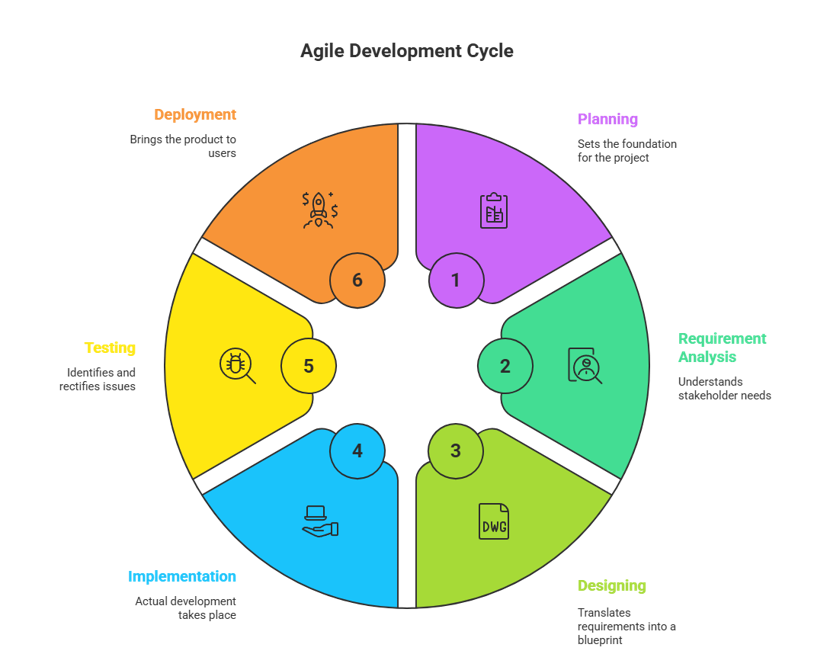 Agile Development Cycle
Planning
Sets the foundation
for the project
1
Requirement
Analysis
Understands
stakeholder needs
2
Designing
Translates
requirements into a
blueprint
3
DWG
Implementation
Actual development
takes place
4
Testing
Identifies and
rectifies issues
5
Deployment
Brings the product to
users
6
$
$